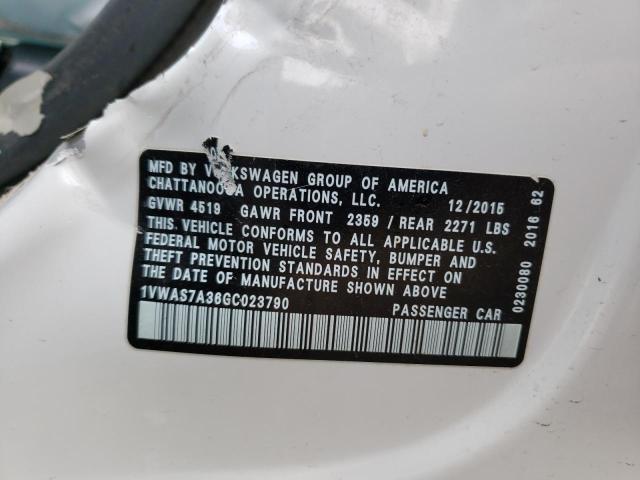 MFD BY VOLKSWAGEN GROUP OF AMERICA
CHATTANOOGA OPERATIONS, LLC. 12/2015
GVWR 4519 GAWR FRONT 2359 / REAR 2271 LBS
THIS VEHICLE CONFORMS TO ALL APPLICABLE U.S.
FEDERAL MOTOR VEHICLE SAFETY, BUMPER AND
THEFT PREVENTION STANDARDS IN EFFECT ON
THE DATE OF MANUFACTURE SHOWN ABOVE
1VWAS7A36GC023790 PASSENGER CAR
0230080 2016 62